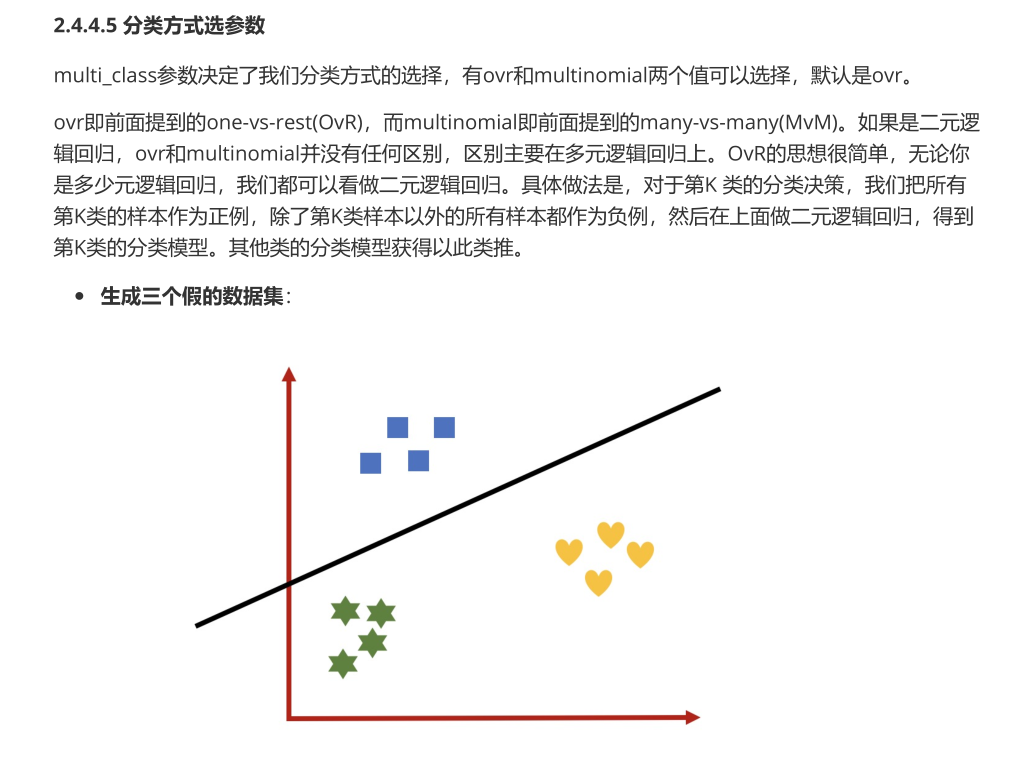 2.4.4.5 分类方式选参数
multi_class参数决定了我们分类方式的选择，有ovr和multinomial两个值可以选择，默认是ovr。
ovr即前面提到的one-vs-rest(OvR)，而multinomial即前面提到的many-vs-many(MvM)。如果是二元逻
辑回归，ovr和multinomial并没有任何区别，区别主要在多元逻辑回归上。OvR的思想很简单，无论你
是多少元逻辑回归，我们都可以看做二元逻辑回归。具体做法是，对于第K 类的分类决策，我们把所有
第K类的样本作为正例，除了第K类样本以外的所有样本都作为负例，然后在上面做二元逻辑回归，得到
第K类的分类模型。其他类的分类模型获得以此类推。
• 生成三个假的数据集：